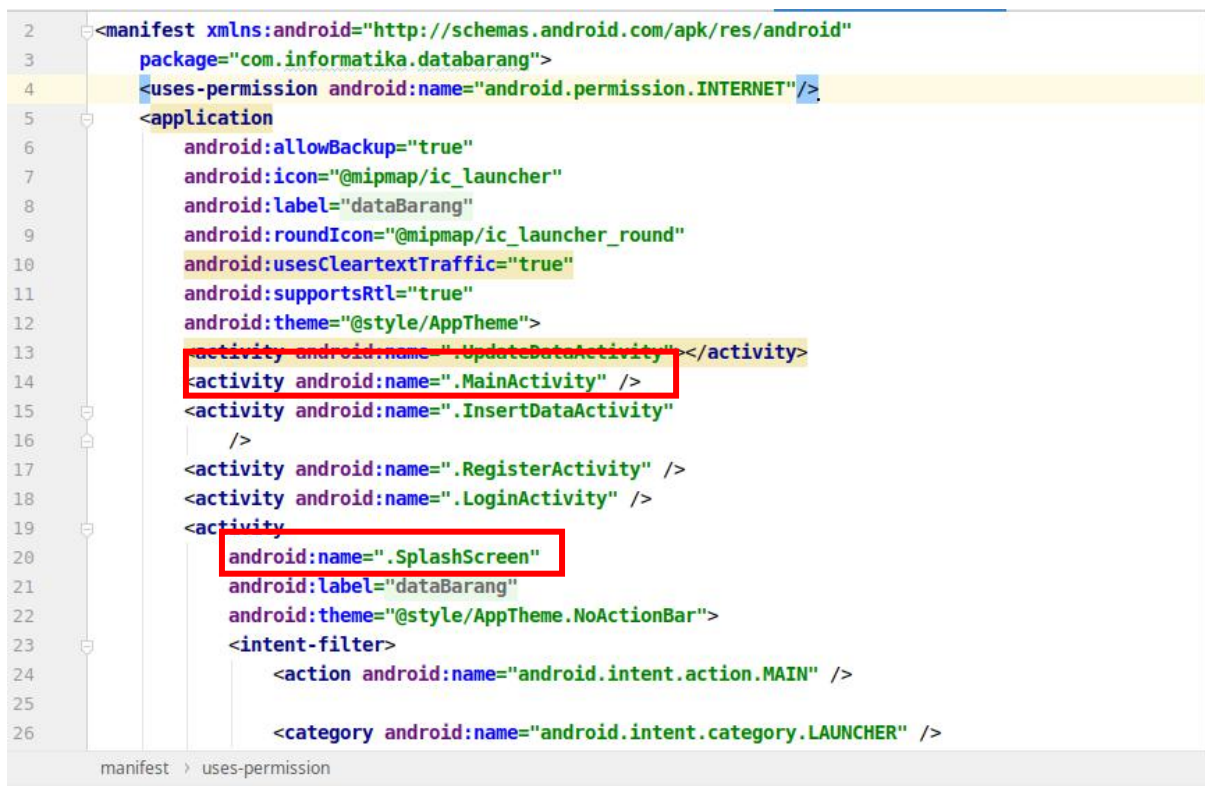 2 <manifest xmlns:android="http://schemas.android.com/apk/res/android"
3 package="com.informatika.databarang">
4 <uses-permission android:name="android.permission.INTERNET"/>
5 <application
6 android:allowBackup="true"
7 android:icon="@mipmap/ic_launcher"
8 android:label="dataBarang"
9 android:roundIcon="@mipmap/ic_launcher_round"
10 android:usesCleartextTraffic="true"
11 android:supportsRtl="true"
12 android:theme="@style/AppTheme">
13 <activity android:name=".UpdateDataActivity"></activity>
14 <activity android:name=".MainActivity" />
15 <activity android:name=".InsertDataActivity"
16 />
17 <activity android:name=".RegisterActivity" />
18 <activity android:name=".LoginActivity" />
19 <activity
20 android:name=".SplashScreen"
21 android:label="dataBarang"
22 android:theme="@style/AppTheme.NoActionBar">
23 <intent-filter>
24 <action android:name="android.intent.action.MAIN" />
25
26 <category android:name="android.intent.category.LAUNCHER" />
manifest › uses-permission